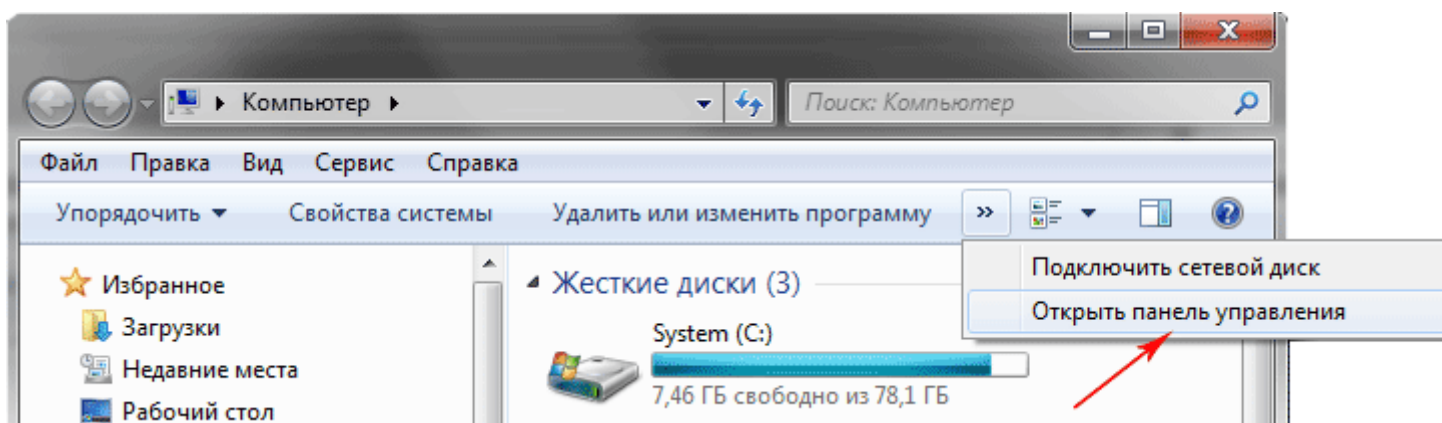 Компьютер
Поиск: Компьютер
Файл Правка Вид Сервис Справка
Упорядочить Свойства системы Удалить или изменить программу »
Подключить сетевой диск
Открыть панель управления
Избранное
Загрузки
Недавние места
Рабочий стол
Жесткие диски (3)
System (C:)
7,46 ГБ свободно из 78,1 ГБ